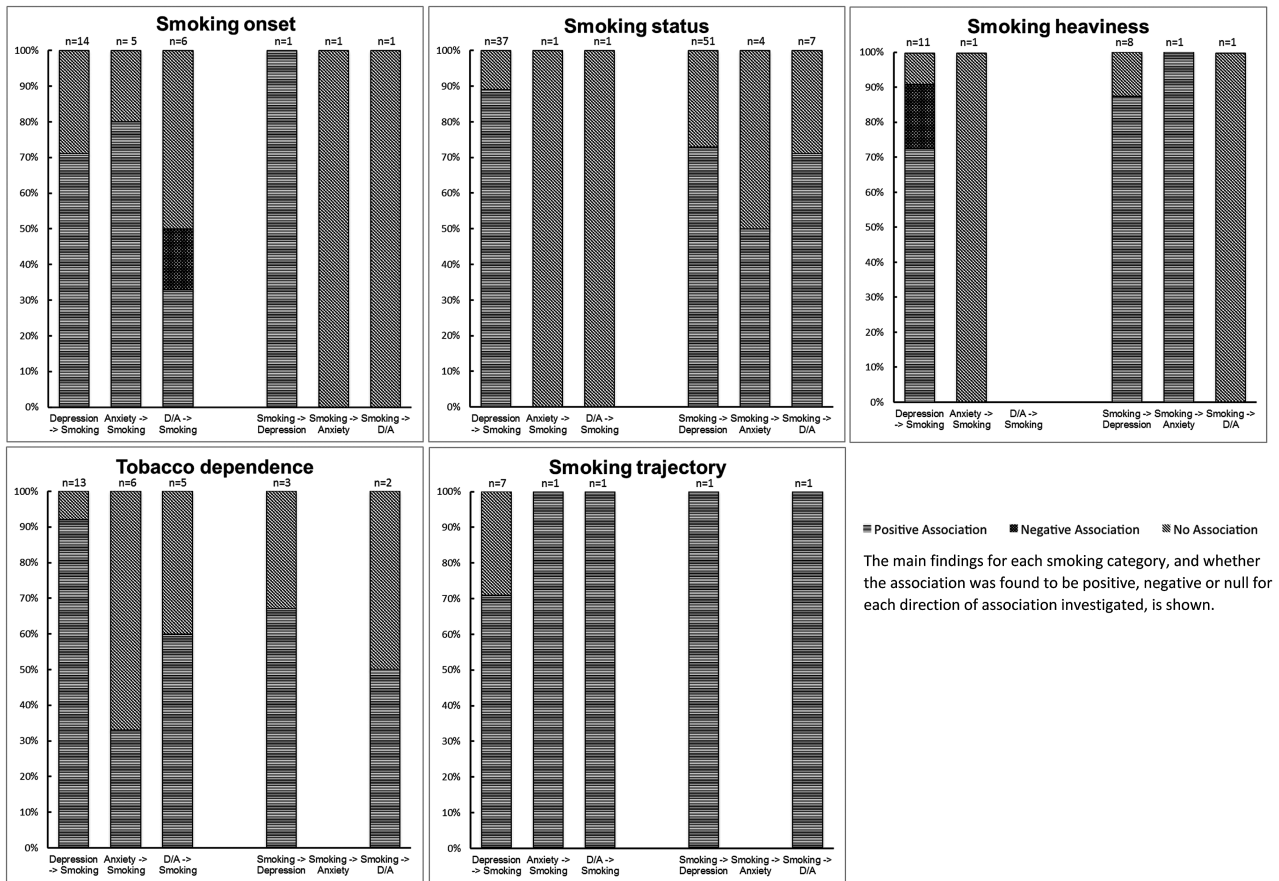 Smoking onset
n=14 n= 5 n=6 n=1 n=1 n=1
100%
90%
80%
70%
60%
50%
40%
30%
20%
10%
0%
Depression -> Smoking
Anxiety -> Smoking
D/A -> Smoking
Smoking -> Depression
Smoking -> Anxiety
Smoking -> D/A
Smoking status
n=37 n=1 n=1 n=51 n=4 n=7
100%
90%
80%
70%
60%
50%
40%
30%
20%
10%
0%
Depression -> Smoking
Anxiety -> Smoking
D/A -> Smoking
Smoking -> Depression
Smoking -> Anxiety
Smoking -> D/A
Smoking heaviness
n=11 n=1 n=8 n=1 n=1
100%
90%
80%
70%
60%
50%
40%
30%
20%
10%
0%
Depression -> Smoking
Anxiety -> Smoking
D/A -> Smoking
Smoking -> Depression
Smoking -> Anxiety
Smoking -> D/A
Tobacco dependence
n=13 n=6 n=5 n=3 n=2
100%
90%
80%
70%
60%
50%
40%
30%
20%
10%
0%
Depression -> Smoking
Anxiety -> Smoking
D/A -> Smoking
Smoking -> Depression
Smoking -> Anxiety
Smoking -> D/A
Smoking trajectory
n=7 n=1 n=1 n=1 n=1
100%
90%
80%
70%
60%
50%
40%
30%
20%
10%
0%
Depression -> Smoking
Anxiety -> Smoking
D/A -> Smoking
Smoking -> Depression
Smoking -> Anxiety
Smoking -> D/A
Positive Association Negative Association No Association
The main findings for each smoking category, and whether
the association was found to be positive, negative or null for
each direction of association investigated, is shown.